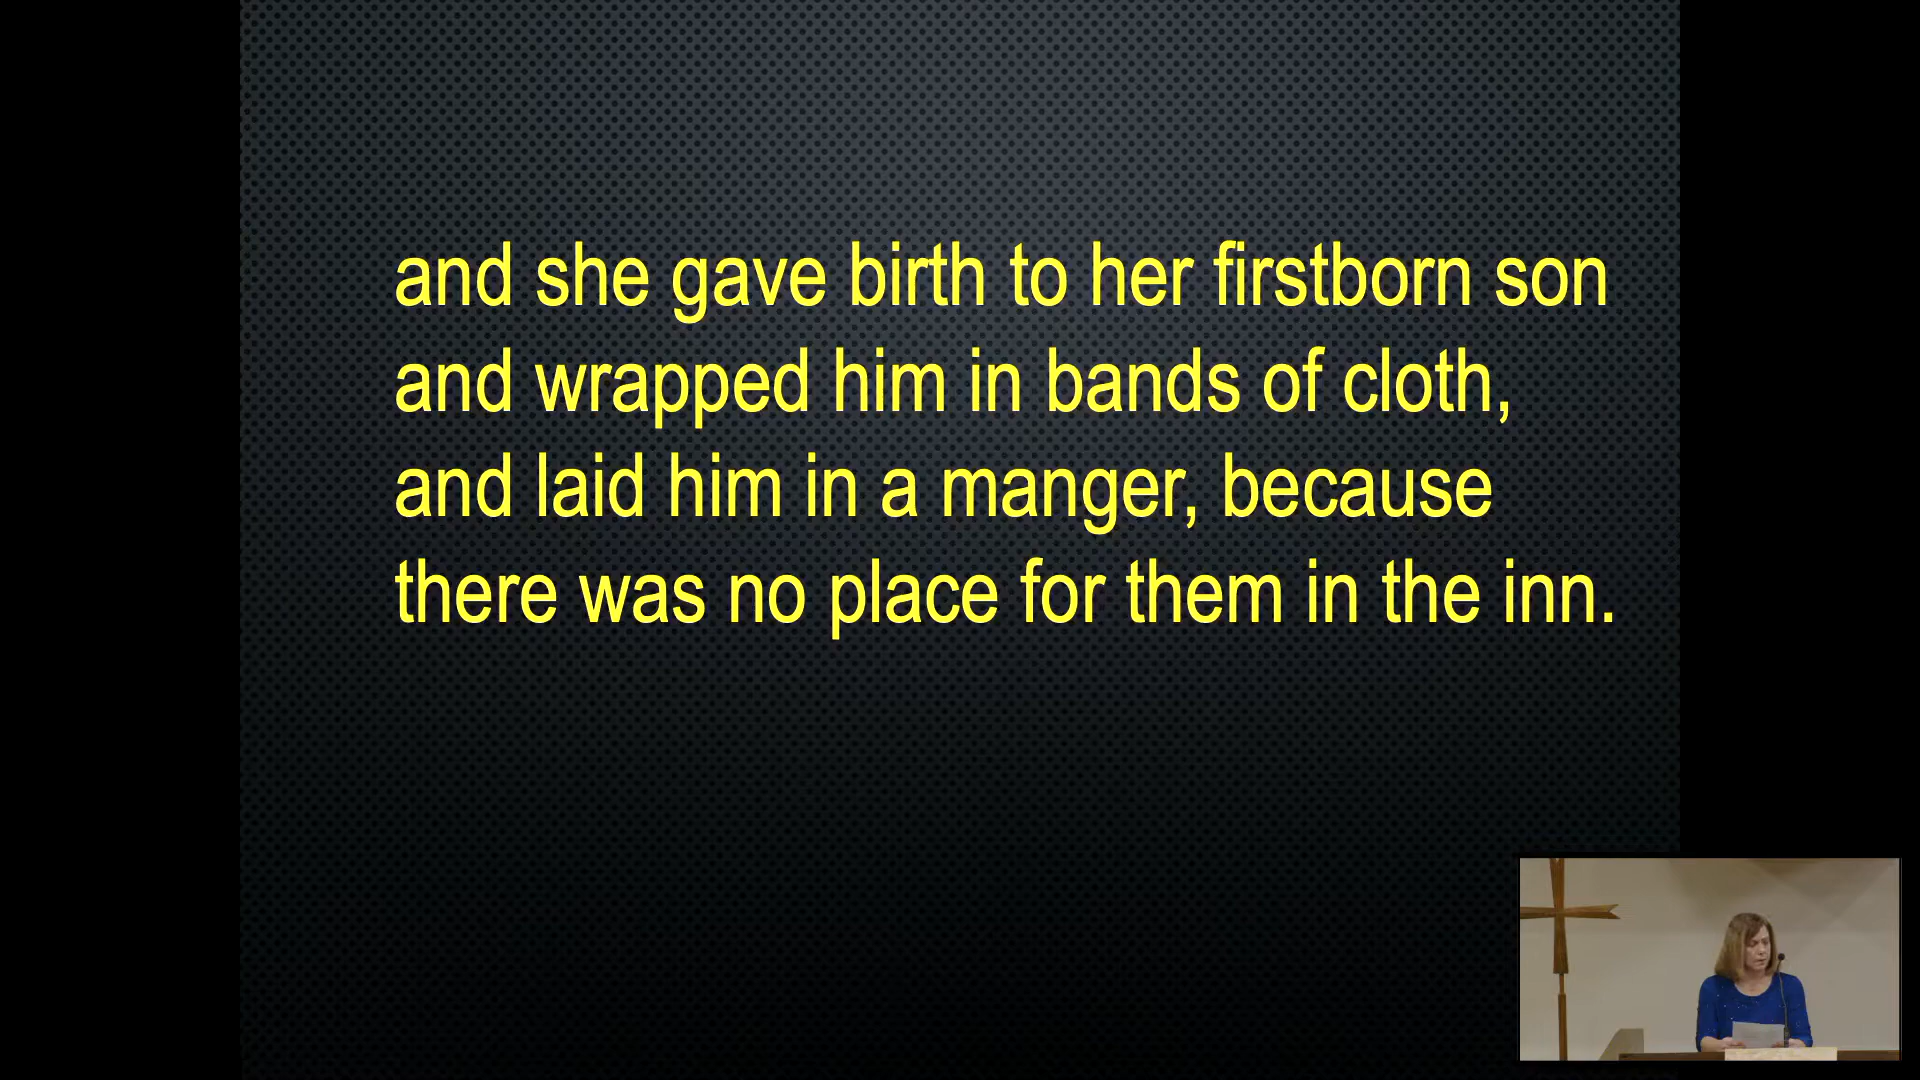 and she gave birth to her firstborn son
and wrapped him in bands of cloth,
and laid him in a manger, because
there was no place for them in the inn.